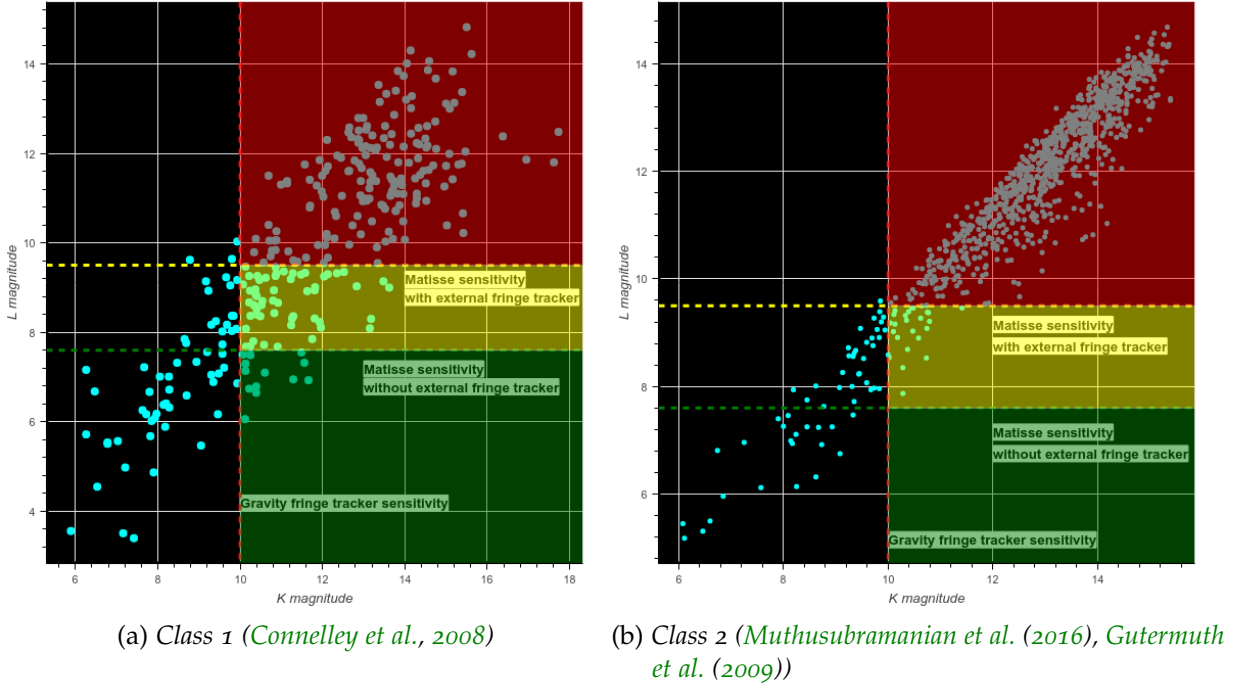 14
12
10
8
6
4
6
8
10
12
14
16
18
L magnitude
K magnitude
Matisse sensitivity
with external fringe tracker
Matisse sensitivity
without external fringe tracker
Gravity fringe tracker sensitivity
(a) Class 1 (Connelley et al., 2008)
14
12
10
8
6
6
8
10
12
14
L magnitude
K magnitude
Matisse sensitivity
with external fringe tracker
Matisse sensitivity
without external fringe tracker
Gravity fringe tracker sensitivity
(b) Class 2 (Muthusubramanian et al. (2016), Gutermuth
et al. (2009))